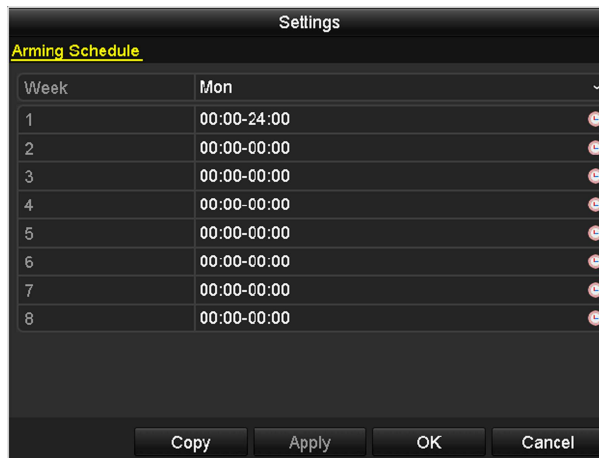 Settings
Arming Schedule
Week Mon
1 00:00-24:00
2 00:00-00:00
3 00:00-00:00
4 00:00-00:00
5 00:00-00:00
6 00:00-00:00
7 00:00-00:00
8 00:00-00:00
Copy Apply OK Cancel